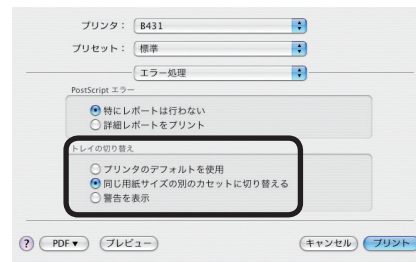 プリンタ： B431
プリセット： 標準
エラー処理
PostScript エラー
特にレポートは行わない
詳細レポートをプリント
トレイの切り替え
プリンタのデフォルトを使用
同じ用紙サイズの別のカセットに切り替える
警告を表示
? PDF▼ プレビュー キャンセル プリント